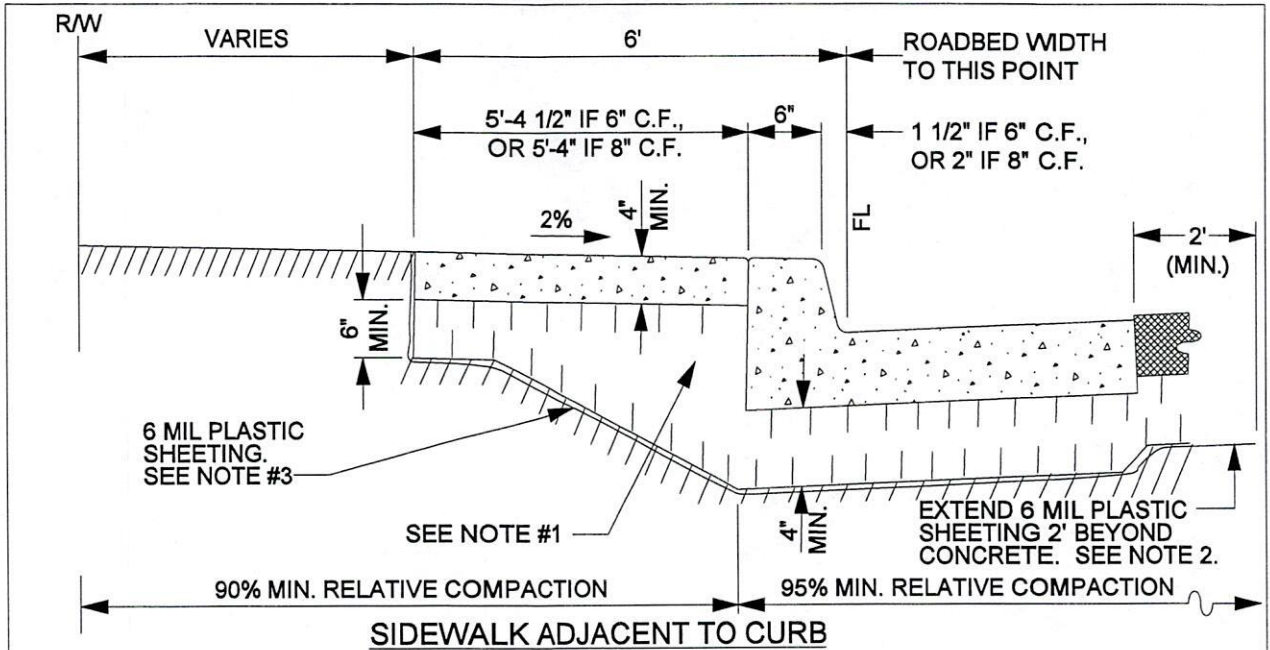 R/W
VARIES
6'
ROADBED WIDTH
TO THIS POINT
5'-4 1/2" IF 6" C.F.,
OR 5'-4" IF 8" C.F.
6"
1 1/2" IF 6" C.F.,
OR 2" IF 8" C.F.
2%
4"
MIN.
FL
2'
(MIN.)
6"
MIN.
6 MIL PLASTIC
SHEETING.
SEE NOTE #3
SEE NOTE #1
4"
MIN.
EXTEND 6 MIL PLASTIC
SHEETING 2' BEYOND
CONCRETE. SEE NOTE 2.
90% MIN. RELATIVE COMPACTION
95% MIN. RELATIVE COMPACTION
SIDEWALK ADJACENT TO CURB